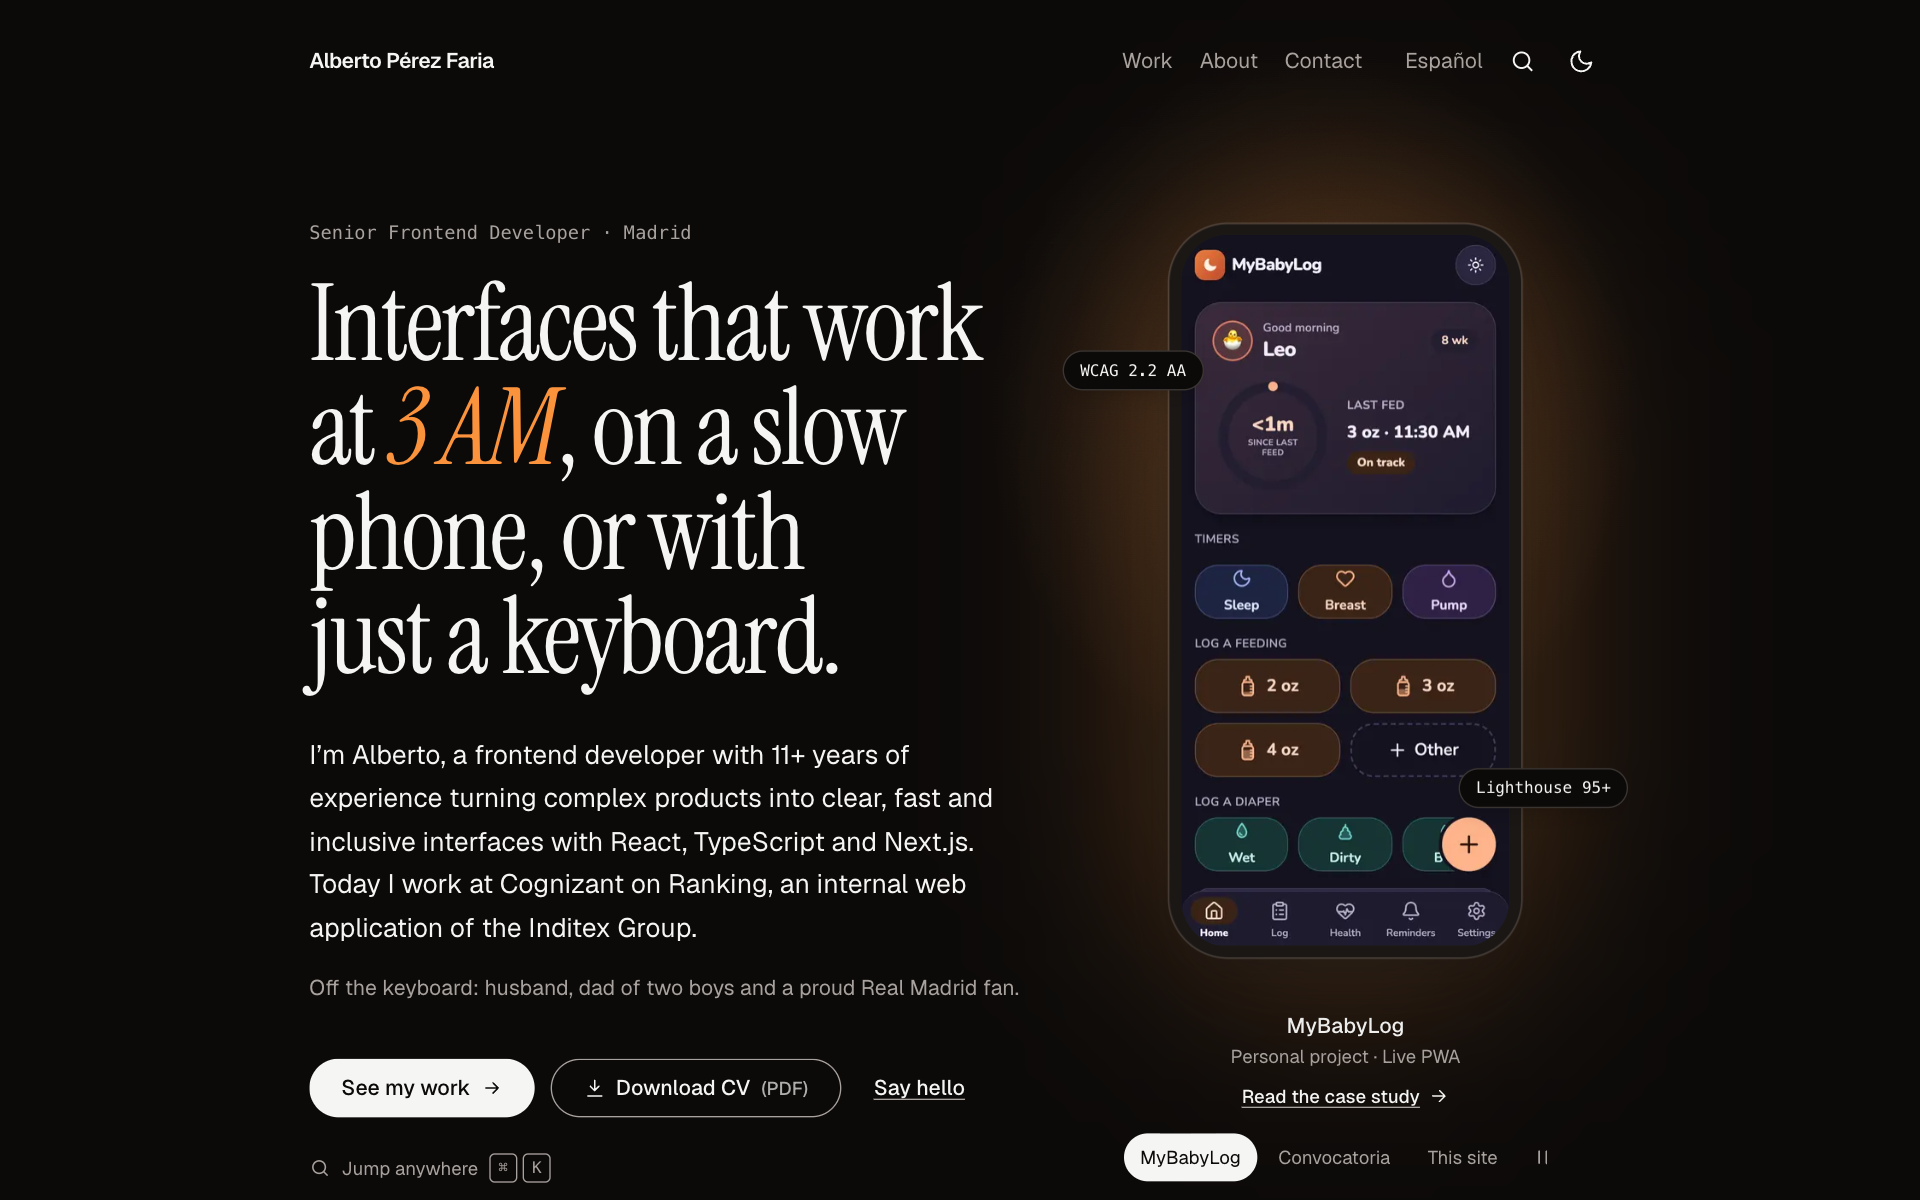 Alberto Pérez Faria
Work About Contact Español
Senior Frontend Developer · Madrid
Interfaces that work
at 3 AM, on a slow
phone, or with
just a keyboard.
I’m Alberto, a frontend developer with 11+ years of
experience turning complex products into clear, fast and
inclusive interfaces with React, TypeScript and Next.js.
Today I work at Cognizant on Ranking, an internal web
application of the Inditex Group.
Off the keyboard: husband, dad of two boys and a proud Real Madrid fan.
See my work →
Download CV (PDF)
Say hello
Jump anywhere ⌘ K
MyBabyLog
Good morning
Leo
8 wk
WCAG 2.2 AA
<1m
SINCE LAST
FEED
LAST FED
3 oz · 11:30 AM
On track
TIMERS
Sleep Breast Pump
LOG A FEEDING
2 oz 3 oz
4 oz + Other
Lighthouse 95+
LOG A DIAPER
Wet Dirty B
+
Home Log Health Reminders Settings
MyBabyLog
Personal project · Live PWA
Read the case study →
MyBabyLog Convocatoria This site